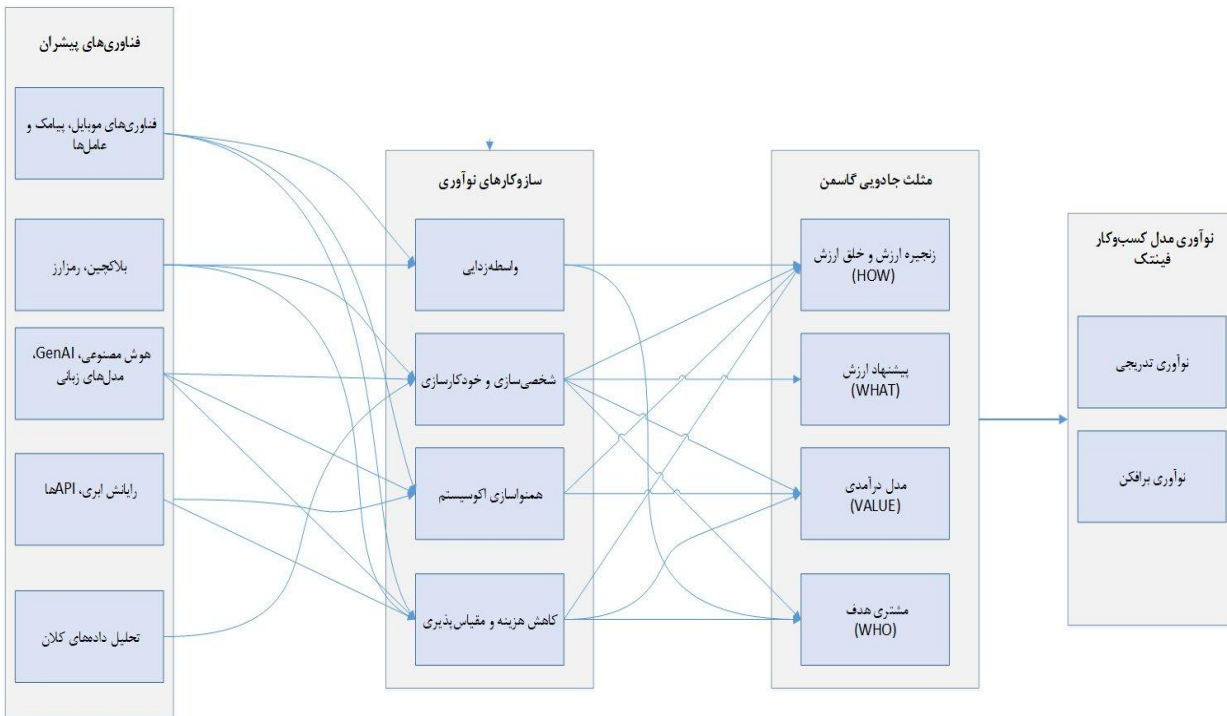 فناوری‌های پیشران
فناوری‌های موبایل، پیامک و
عامل‌ها
بلاکچین، رمزارز
هوش مصنوعی، GenAI،
مدل‌های زبانی
رایانش ابری، APIها
تحلیل داده‌های کلان
سازوکارهای نوآوری
واسطه‌زدایی
شخصی‌سازی و خودکارسازی
همنواسازی اکوسیستم
کاهش هزینه و مقیاس‌پذیری
مثلث جادویی گاسمن
زنجیره ارزش و خلق ارزش
(HOW)
پیشنهاد ارزش
(WHAT)
مدل درآمدی
(VALUE)
مشتری هدف
(WHO)
نوآوری مدل کسب‌وکار
فینتک
نوآوری تدریجی
نوآوری برافکن